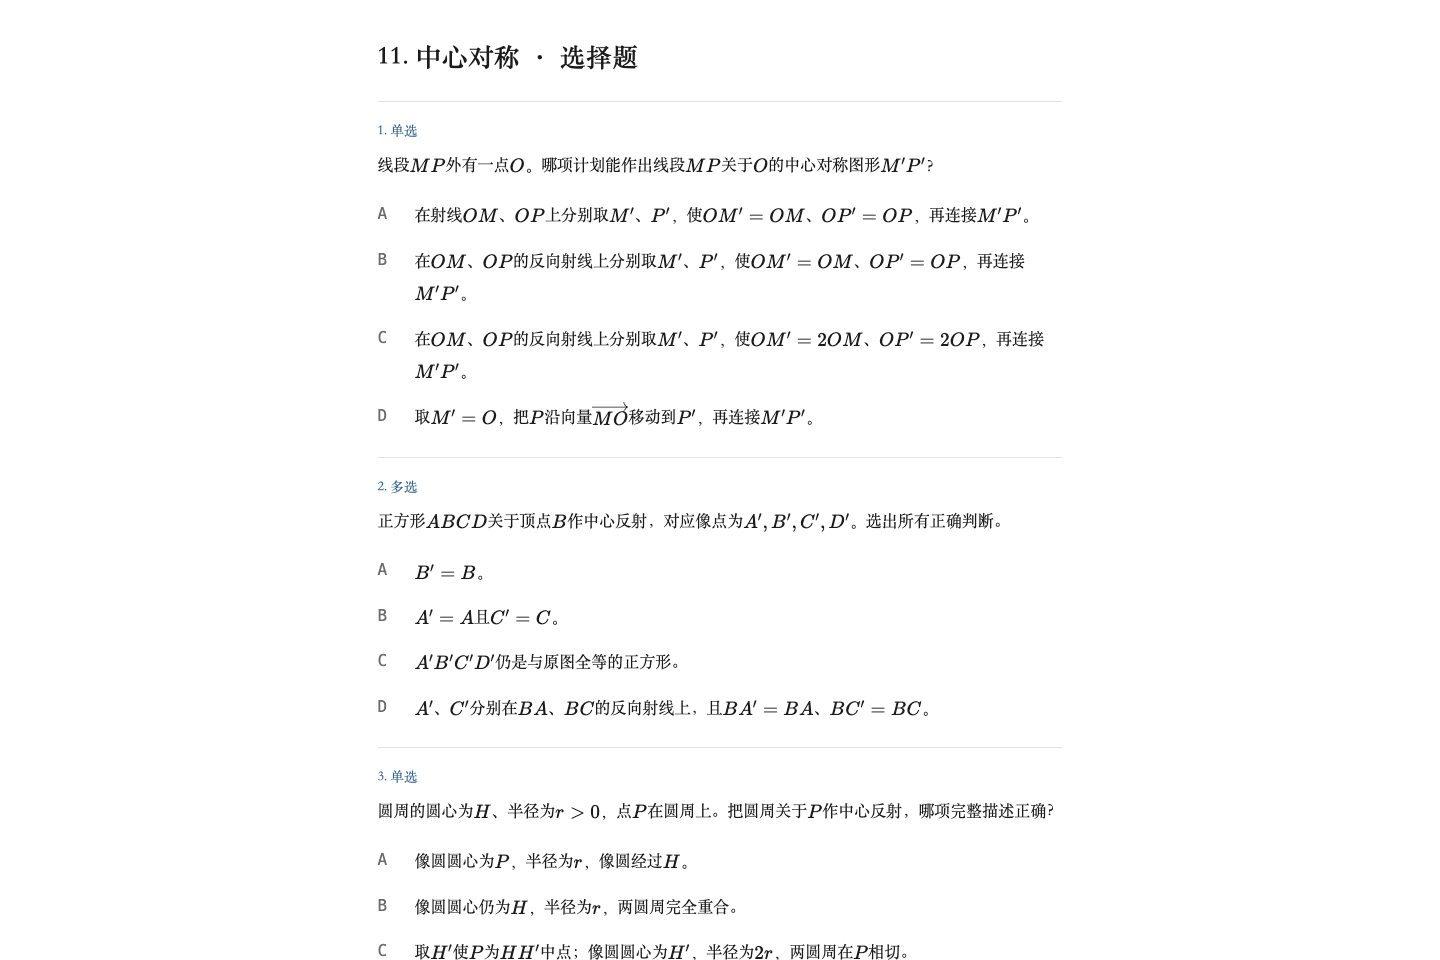 11. 中心对称 · 选择题
1. 单选
线段MP外有一点O。哪项计划能作出线段MP关于O的中心对称图形M′P′？
A 在射线OM、OP上分别取M′、P′，使OM′ = OM、OP′ = OP，再连接M′P′。
B 在OM、OP的反向射线上分别取M′、P′，使OM′ = OM、OP′ = OP，再连接
M′P′。
C 在OM、OP的反向射线上分别取M′、P′，使OM′ = 2OM、OP′ = 2OP，再连接
M′P′。
D 取M′ = O，把P沿向量\overrightarrow{MO}移动到P′，再连接M′P′。
2. 多选
正方形ABCD关于顶点B作中心反射，对应像点为A′, B′, C′, D′。选出所有正确判断。
A B′ = B。
B A′ = A且C′ = C。
C A′B′C′D′仍是与原图全等的正方形。
D A′、C′分别在BA、BC的反向射线上，且BA′ = BA、BC′ = BC。
3. 单选
圆周的圆心为H、半径为r > 0，点P在圆周上。把圆周关于P作中心反射，哪项完整描述正确？
A 像圆圆心为P，半径为r，像圆经过H。
B 像圆圆心仍为H，半径为r，两圆周完全重合。
C 取H′使P为HH′中点；像圆圆心为H′，半径为2r，两圆周在P相切。